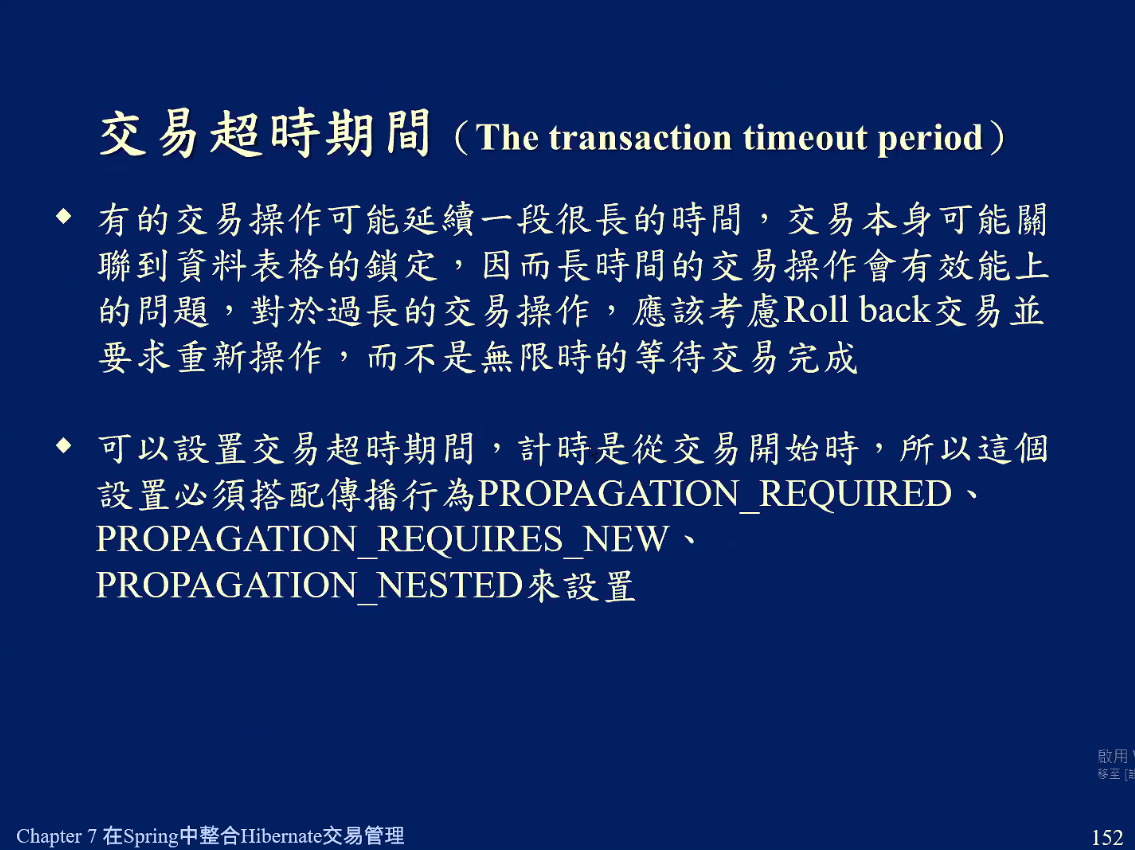 交易超時期間（The transaction timeout period）
有的交易操作可能延續一段很長的時間，交易本身可能關
聯到資料表格的鎖定，因而長時間的交易操作會有效能上
的問題，對於過長的交易操作，應該考慮Roll back交易並
要求重新操作，而不是無限時的等待交易完成
可以設置交易超時期間，計時是從交易開始時，所以這個
設置必須搭配傳播行為PROPAGATION_REQUIRED、
PROPAGATION_REQUIRES_NEW、
PROPAGATION_NESTED來設置
啟用
移至
Chapter 7 在Spring中整合Hibernate交易管理
152